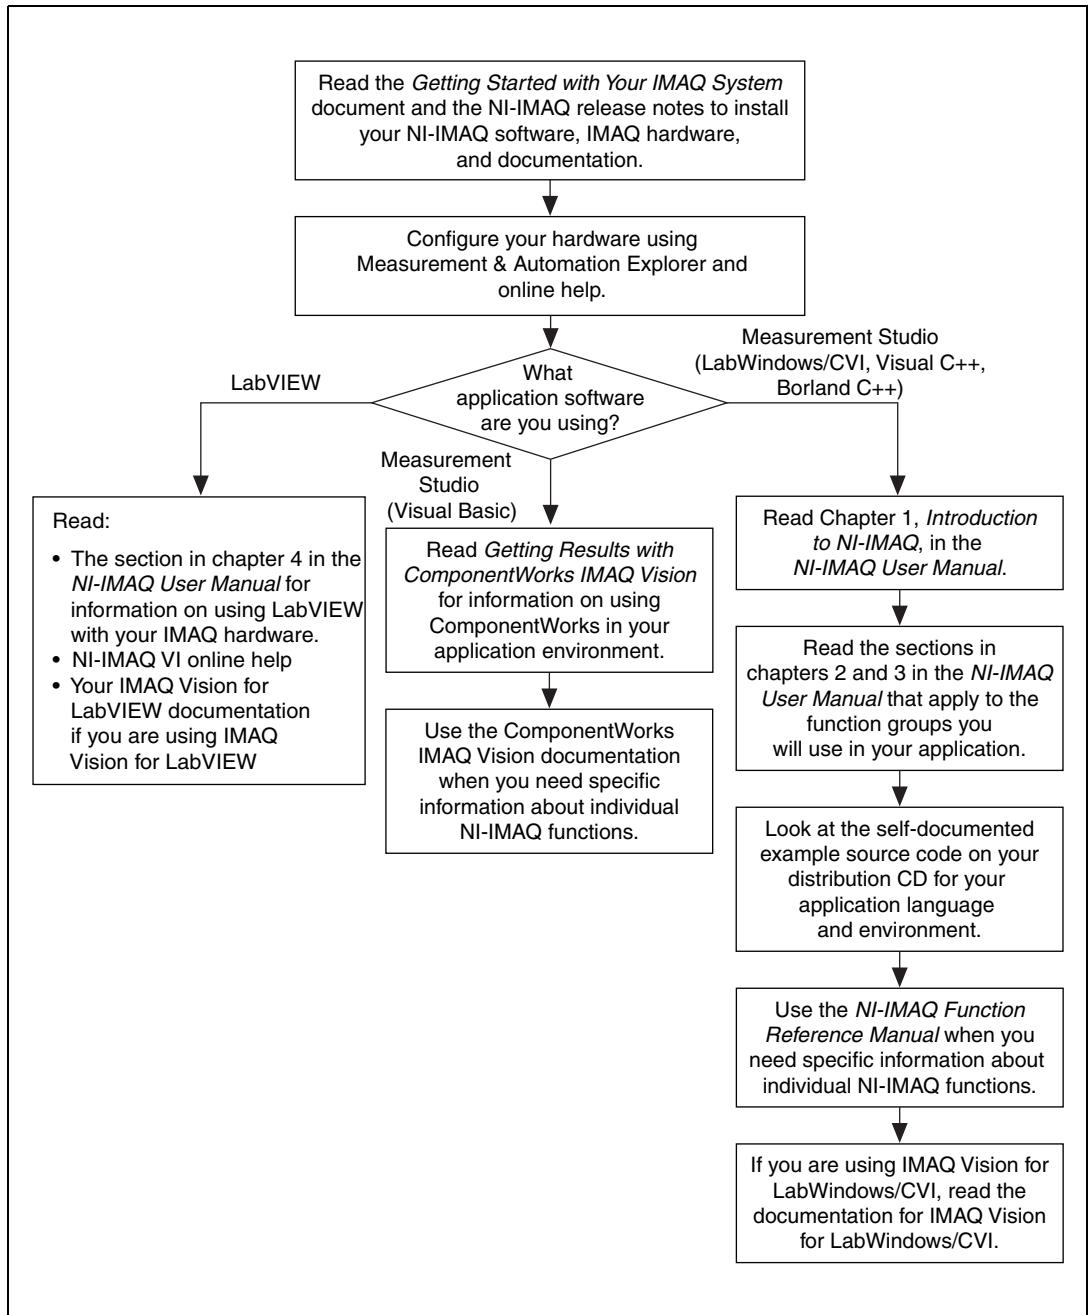 Read the Getting Started with Your IMAQ System
document and the NI-IMAQ release notes to install
your NI-IMAQ software, IMAQ hardware,
and documentation.
Configure your hardware using
Measurement & Automation Explorer and
online help.
What
application software
are you using?
LabVIEW
Measurement Studio
(LabWindows/CVI, Visual C++,
Borland C++)
Measurement
Studio
(Visual Basic)
Read:
• The section in chapter 4 in the
NI-IMAQ User Manual for
information on using LabVIEW
with your IMAQ hardware.
• NI-IMAQ VI online help
• Your IMAQ Vision for
LabVIEW documentation
if you are using IMAQ
Vision for LabVIEW
Read Getting Results with
ComponentWorks IMAQ Vision
for information on using
ComponentWorks in your
application environment.
Use the ComponentWorks
IMAQ Vision documentation
when you need specific
information about individual
NI-IMAQ functions.
Read Chapter 1, Introduction
to NI-IMAQ, in the
NI-IMAQ User Manual.
Read the sections in
chapters 2 and 3 in the NI-IMAQ
User Manual that apply to the
function groups you
will use in your application.
Look at the self-documented
example source code on your
distribution CD for your
application language
and environment.
Use the NI-IMAQ Function
Reference Manual when you
need specific information about
individual NI-IMAQ functions.
If you are using IMAQ Vision for
LabWindows/CVI, read the
documentation for IMAQ Vision
for LabWindows/CVI.